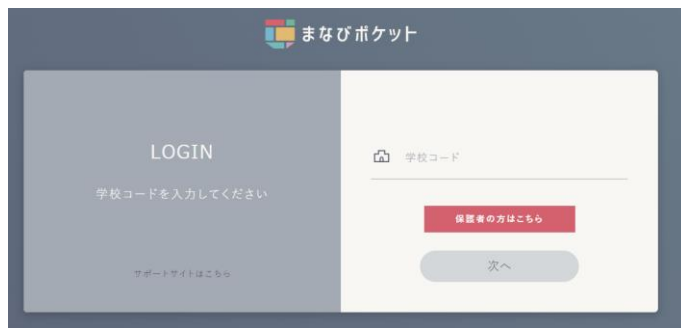 まなびポケット
LOGIN
学校コードを入力してください
サポートサイトはこちら
学校コード
保護者の方はこちら
次へ